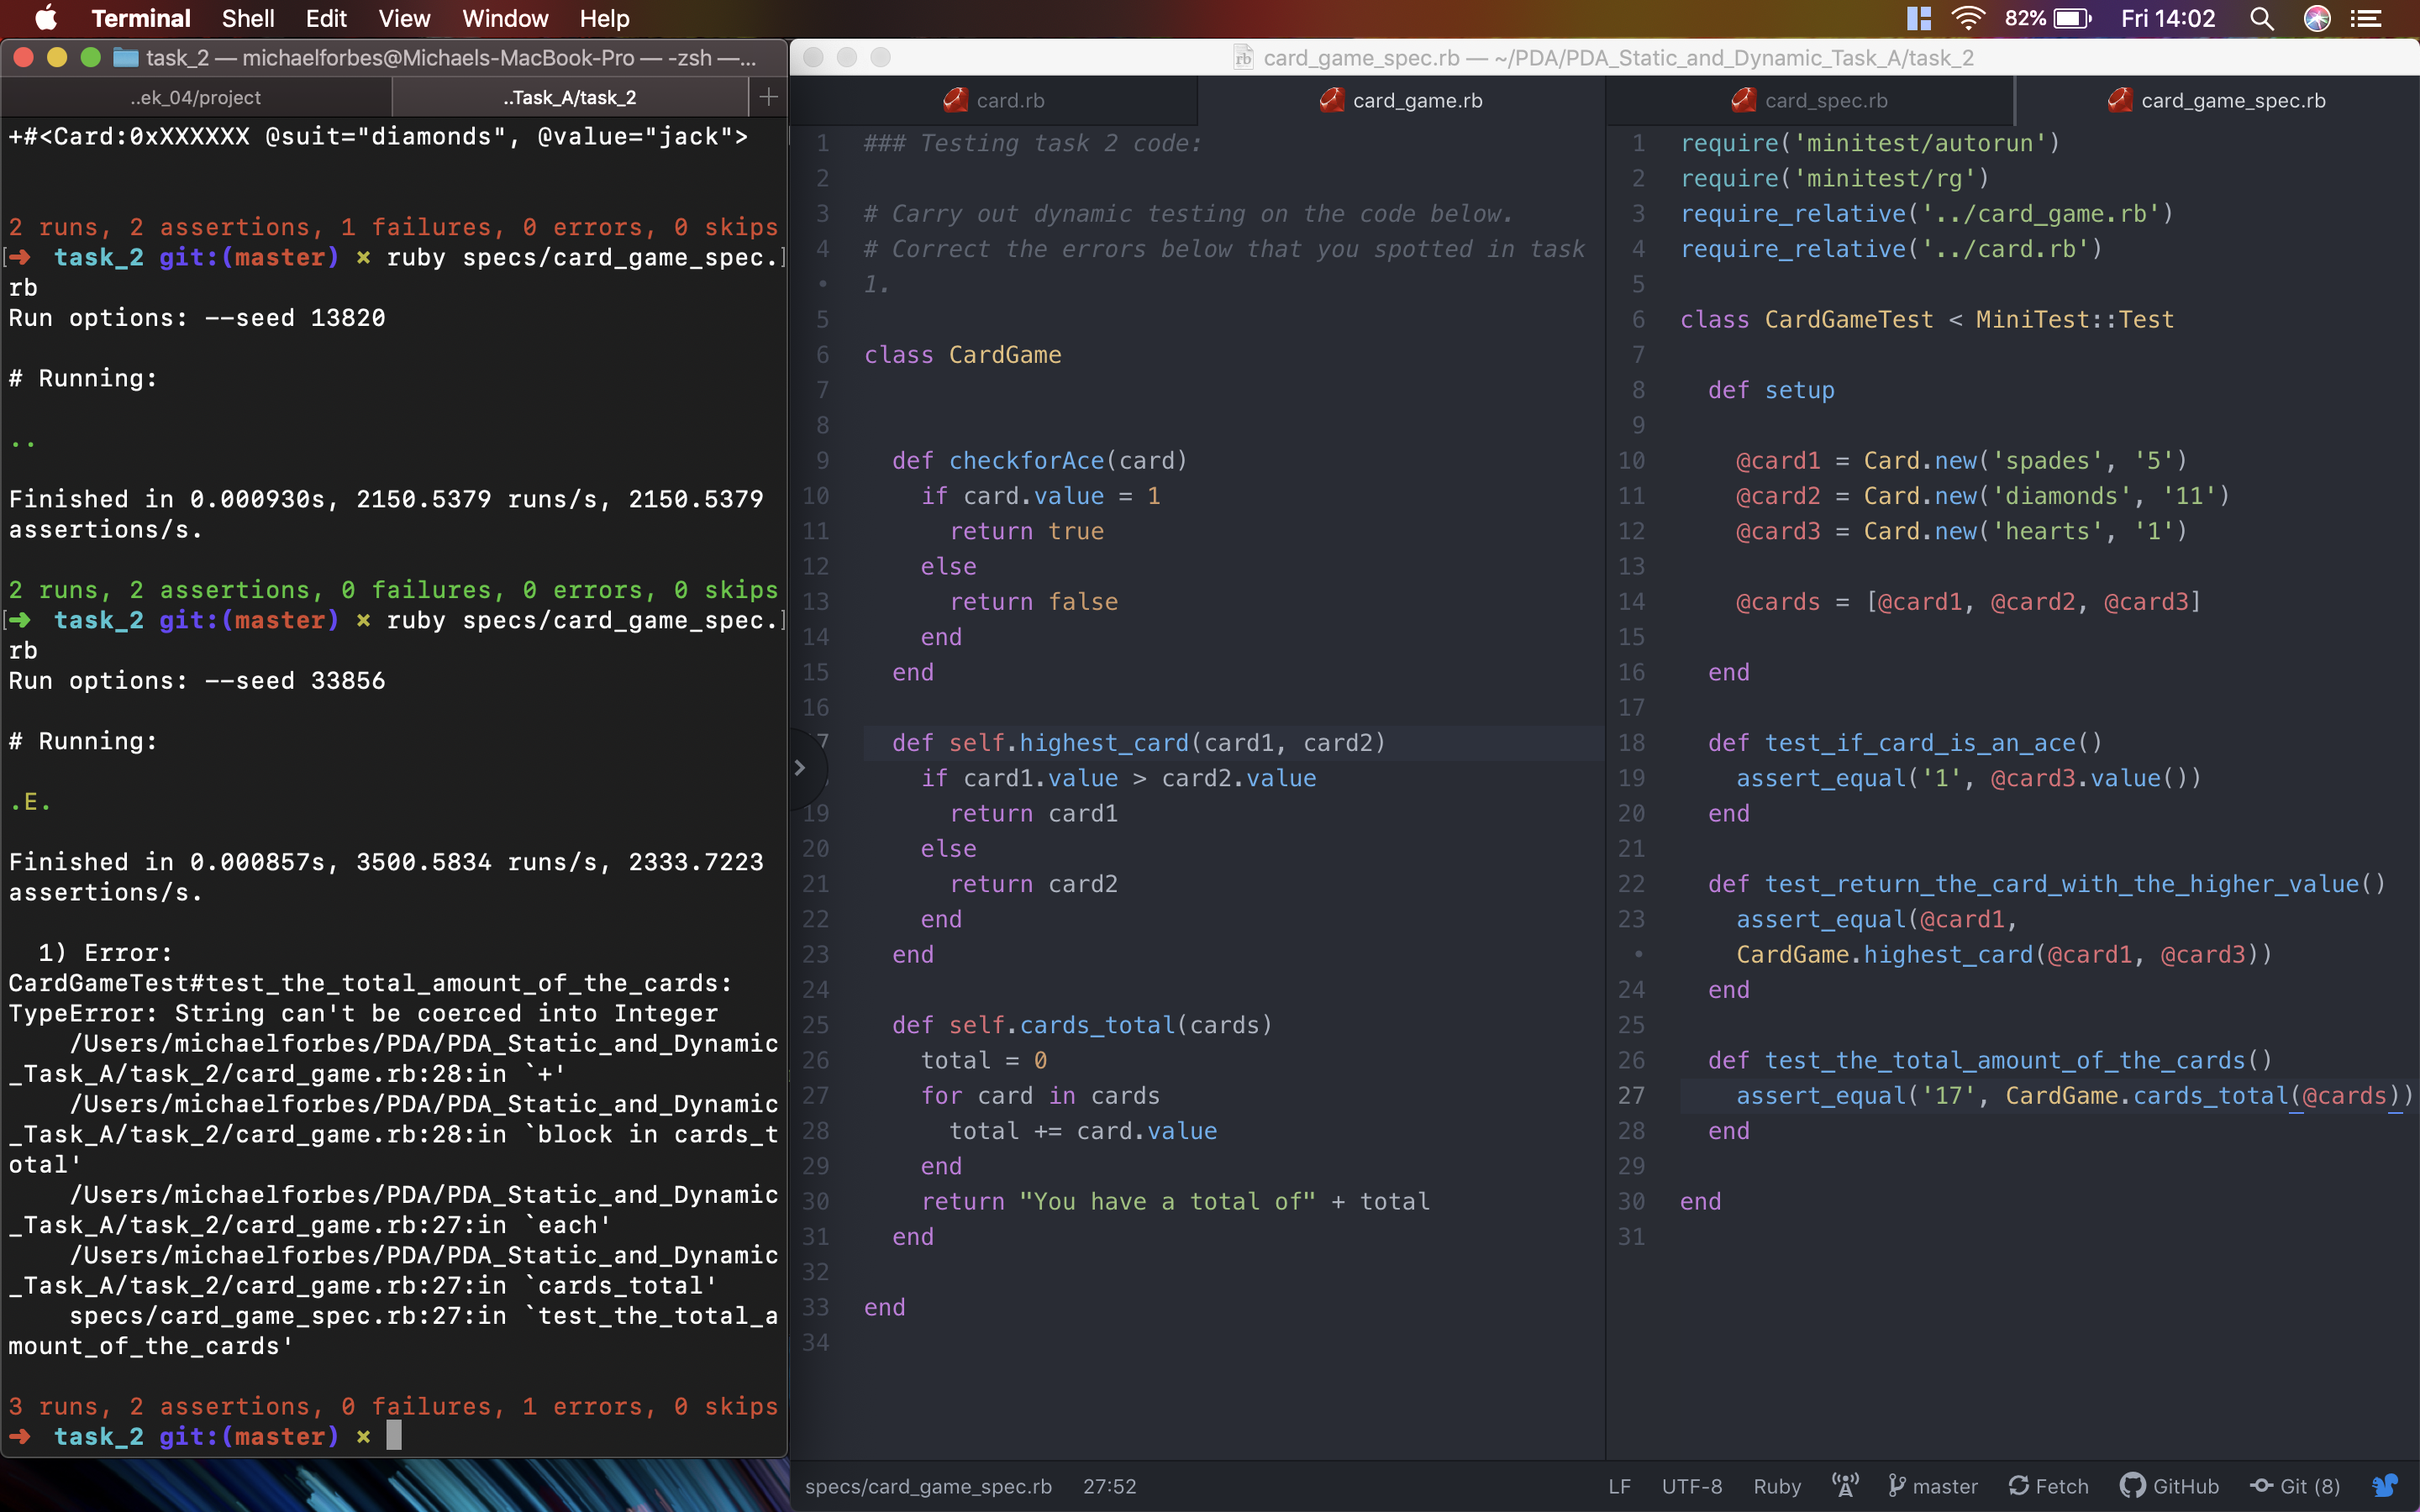 Terminal Shell Edit View Window Help 82% Fri 14:02
task_2 — michaelforbes@Michaels-MacBook-Pro — -zsh —...
..ek_04/project ..Task_A/task_2 +
+#<Card:0xXXXXXX @suit="diamonds", @value="jack">
2 runs, 2 assertions, 1 failures, 0 errors, 0 skips
[➜ task_2 git:(master) × ruby specs/card_game_spec.]
rb
Run options: --seed 13820
# Running:
..
Finished in 0.000930s, 2150.5379 runs/s, 2150.5379
assertions/s.
2 runs, 2 assertions, 0 failures, 0 errors, 0 skips
[➜ task_2 git:(master) × ruby specs/card_game_spec.]
rb
Run options: --seed 33856
# Running:
.E.
Finished in 0.000857s, 3500.5834 runs/s, 2333.7223
assertions/s.
1) Error:
CardGameTest#test_the_total_amount_of_the_cards:
TypeError: String can't be coerced into Integer
/Users/michaelforbes/PDA/PDA_Static_and_Dynamic
_Task_A/task_2/card_game.rb:28:in `+'
/Users/michaelforbes/PDA/PDA_Static_and_Dynamic
_Task_A/task_2/card_game.rb:28:in `block in cards_t
otal'
/Users/michaelforbes/PDA/PDA_Static_and_Dynamic
_Task_A/task_2/card_game.rb:27:in `each'
/Users/michaelforbes/PDA/PDA_Static_and_Dynamic
_Task_A/task_2/card_game.rb:27:in `cards_total'
specs/card_game_spec.rb:27:in `test_the_total_a
mount_of_the_cards'
3 runs, 2 assertions, 0 failures, 1 errors, 0 skips
➜ task_2 git:(master) ×
card_game_spec.rb — ~/PDA/PDA_Static_and_Dynamic_Task_A/task_2
card.rb card_game.rb
1 ### Testing task 2 code:
2
3 # Carry out dynamic testing on the code below.
4 # Correct the errors below that you spotted in task
• 1.
5
6 class CardGame
7
8
9 def checkforAce(card)
10 if card.value = 1
11 return true
12 else
13 return false
14 end
15 end
16
7 def self.highest_card(card1, card2)
if card1.value > card2.value
19 return card1
20 else
21 return card2
22 end
23 end
24
25 def self.cards_total(cards)
26 total = 0
27 for card in cards
28 total += card.value
29 end
30 return "You have a total of" + total
31 end
32
33 end
34
card_spec.rb card_game_spec.rb
1 require('minitest/autorun')
2 require('minitest/rg')
3 require_relative('../card_game.rb')
4 require_relative('../card.rb')
5
6 class CardGameTest < MiniTest::Test
7
8 def setup
9
10 @card1 = Card.new('spades', '5')
11 @card2 = Card.new('diamonds', '11')
12 @card3 = Card.new('hearts', '1')
13
14 @cards = [@card1, @card2, @card3]
15
16 end
17
18 def test_if_card_is_an_ace()
19 assert_equal('1', @card3.value())
20 end
21
22 def test_return_the_card_with_the_higher_value()
23 assert_equal(@card1,
• CardGame.highest_card(@card1, @card3))
24 end
25
26 def test_the_total_amount_of_the_cards()
27 assert_equal('17', CardGame.cards_total(@cards))
28 end
29
30 end
31
specs/card_game_spec.rb 27:52 LF UTF-8 Ruby master Fetch GitHub Git (8)